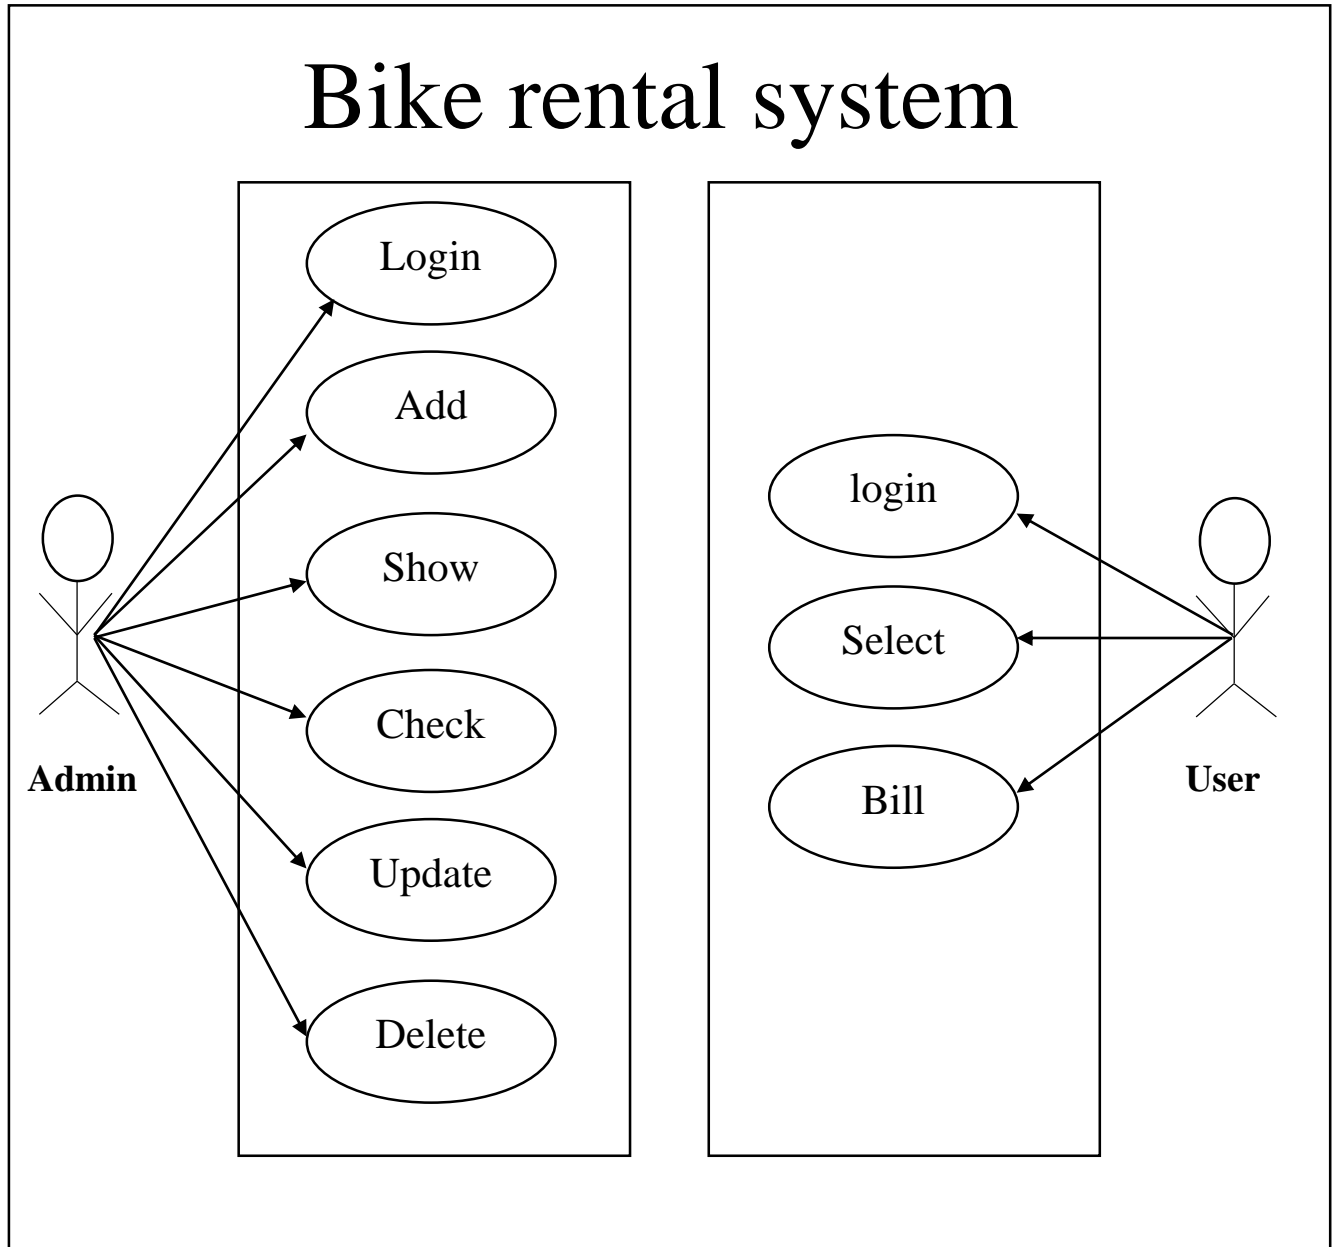 Bike rental system
Login
Add
Show
Check
Update
Delete
Admin
login
Select
Bill
User